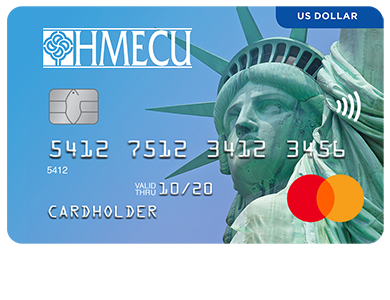 US DOLLAR
HMECU
5412 7512 3412 3456
5412
VALID
THRU 10/20
CARDHOLDER